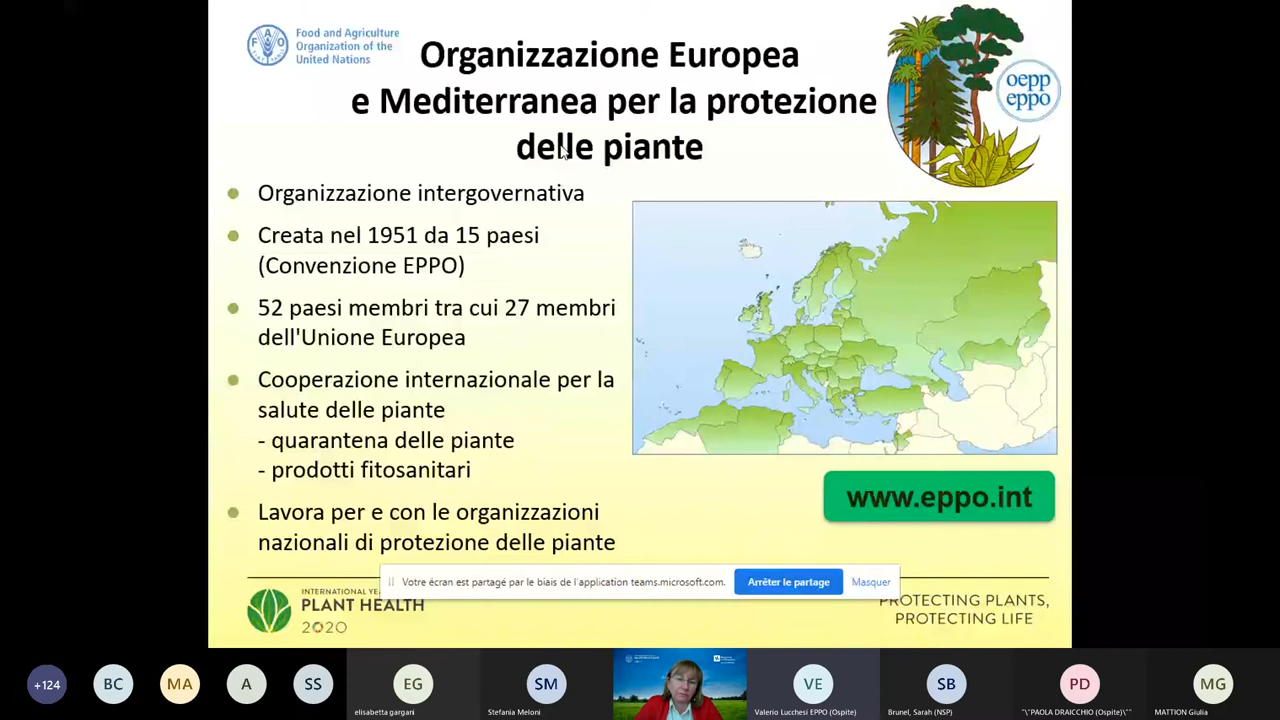 Food and Agriculture
Organization of the
United Nations
Organizzazione Europea
e Mediterranea per la protezione
delle piante
oepp
eppo
Organizzazione intergovernativa
Creata nel 1951 da 15 paesi
(Convenzione EPPO)
52 paesi membri tra cui 27 membri
dell'Unione Europea
Cooperazione internazionale per la
salute delle piante
- quarantena delle piante
- prodotti fitosanitari
Lavora per e con le organizzazioni
nazionali di protezione delle piante
www.eppo.int
Votre écran est partagé par le biais de l'application teams.microsoft.com.
Arrêter le partage
Masquer
INTERNATIONAL
PLANT HEALTH
2020
PROTECTING PLANTS,
PROTECTING LIFE
+124
BC
MA
A
SS
EG
elisabetta gargani
SM
Stefania Meloni
VE
Valerio Lucchesi EPPO (Ospite)
SB
Brunel, Sarah (NSP)
PD
"\"PAOLA DRAICCHIO (Ospite)\""
MG
MATTION Giulia